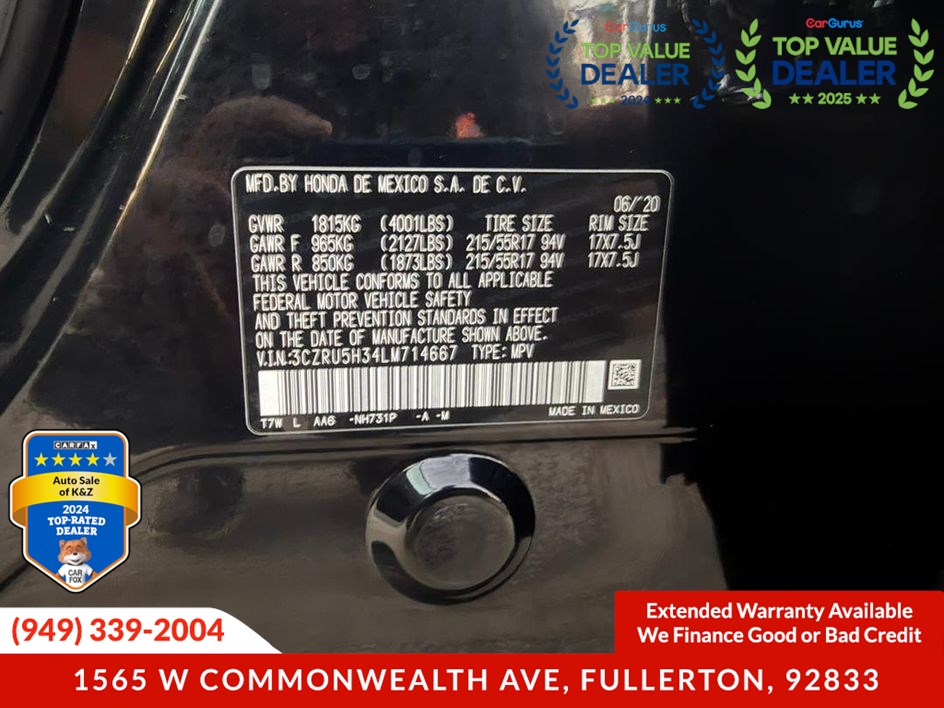 CarGurus
TOP VALUE
DEALER
★★★ 2024 ★★★
CarGurus
TOP VALUE
DEALER
★★ 2025 ★★
MFD.BY HONDA DE MEXICO S.A. DE C.V.
06/'20
GVWR 1815KG (4001LBS) TIRE SIZE RIM SIZE
GAWR F 965KG (2127LBS) 215/55R17 94V 17X7.5J
GAWR R 850KG (1873LBS) 215/55R17 94V 17X7.5J
THIS VEHICLE CONFORMS TO ALL APPLICABLE
FEDERAL MOTOR VEHICLE SAFETY
AND THEFT PREVENTION STANDARDS IN EFFECT
ON THE DATE OF MANUFACTURE SHOWN ABOVE.
V.I.N:3CZRU5H34LM714667 TYPE: MPV
T7W L AA6 -NH731P -A -M MADE IN MEXICO
CARFAX
Auto Sale
of K&Z
2024
TOP-RATED
DEALER
CAR
FOX
(949) 339-2004
Extended Warranty Available
We Finance Good or Bad Credit
1565 W COMMONWEALTH AVE, FULLERTON, 92833